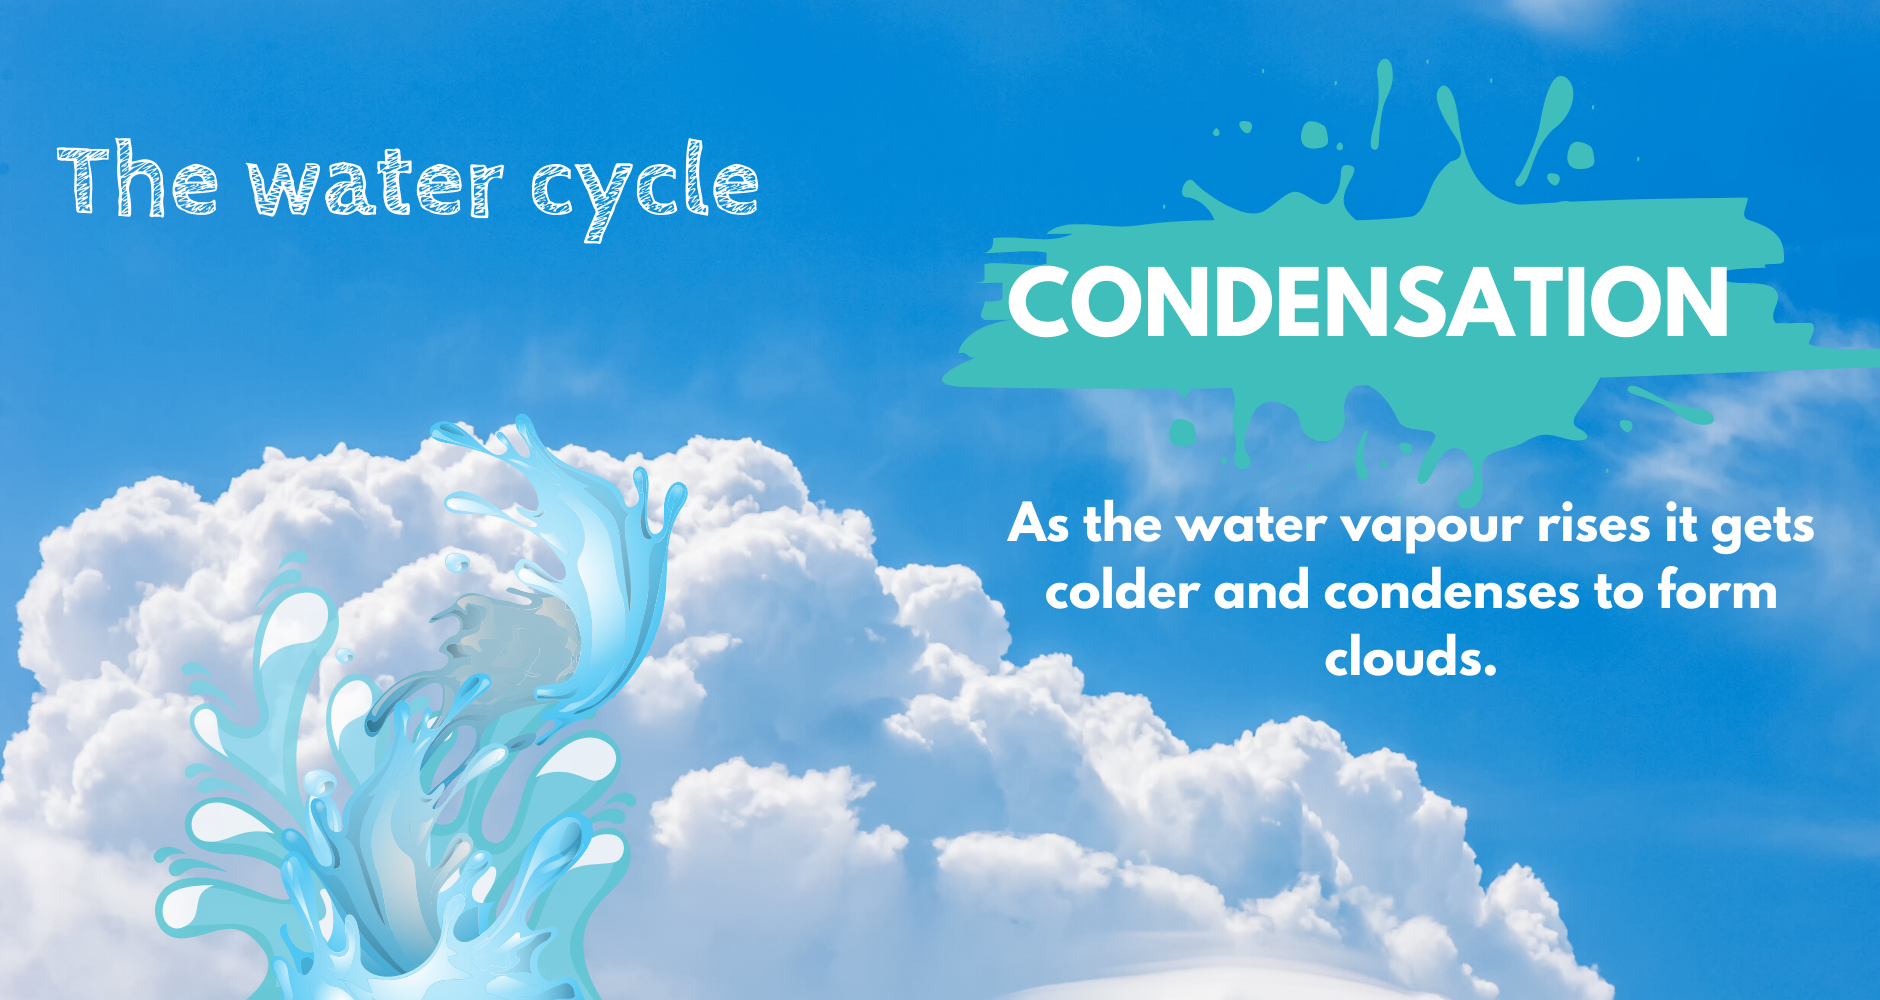 The water cycle
CONDENSATION
As the water vapour rises it gets
colder and condenses to form
clouds.